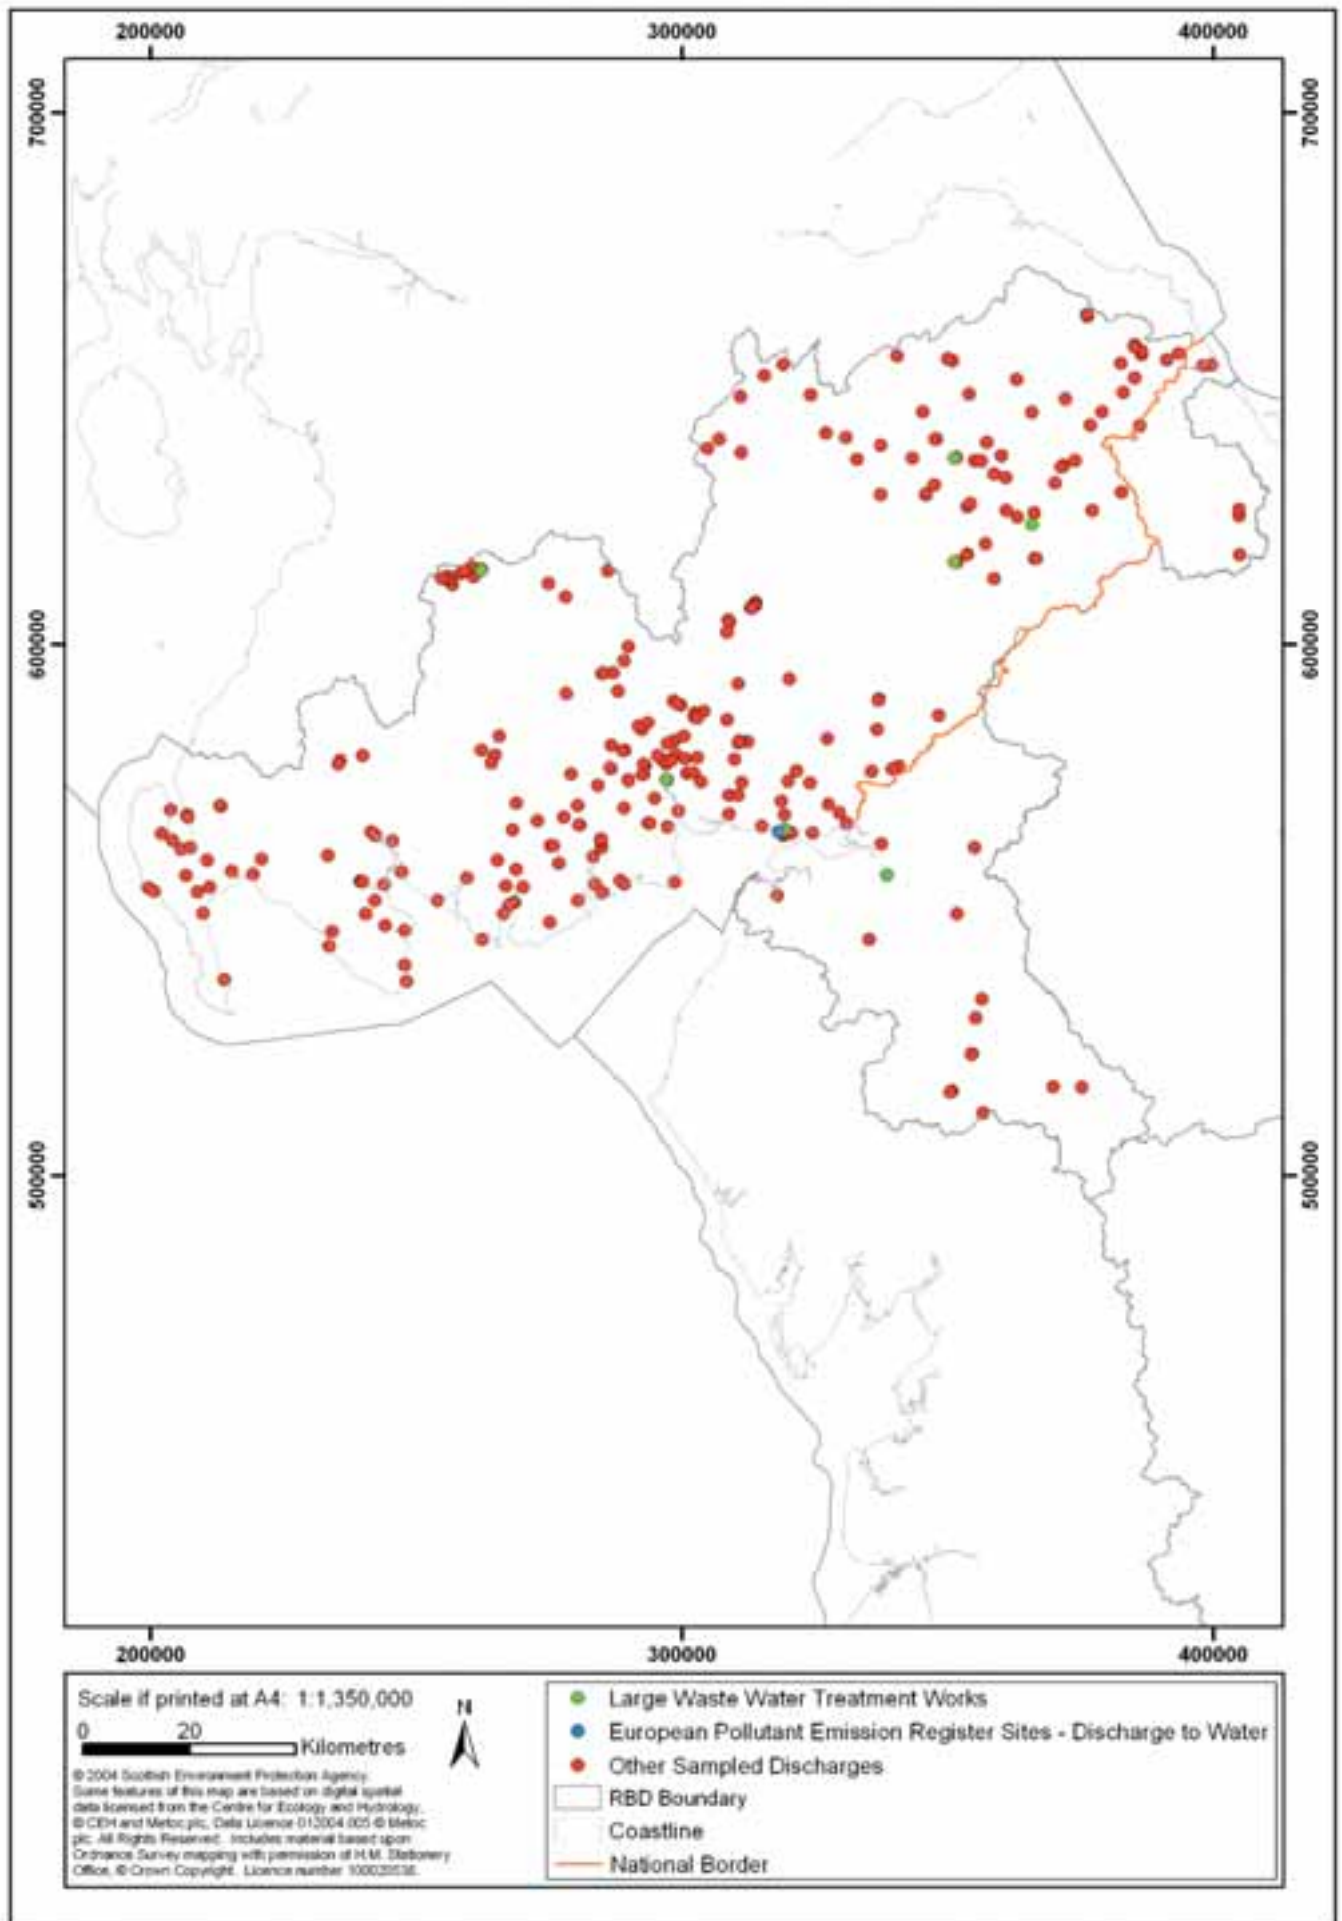 200000 300000 400000
700000 700000
600000 600000
500000 500000
200000 300000 400000
Scale if printed at A4: 1:1,350,000
N
0 20
Kilometres
© 2004 Scottish Environment Protection Agency.
Some features of this map are based on digital spatial
data licensed from the Centre for Ecology and Hydrology,
© CEH and Metoc plc, Data Licence 012004.005 © Metoc
plc. All Rights Reserved. Includes material based upon
Ordnance Survey mapping with permission of H.M. Stationery
Office, © Crown Copyright. Licence number
Large Waste Water Treatment Works
European Pollutant Emission Register Sites - Discharge to Water
Other Sampled Discharges
RBD Boundary
Coastline
National Border